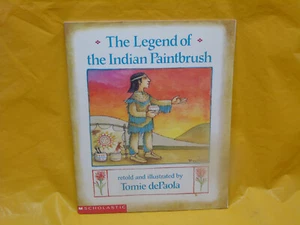 The Legend of
the Indian Paintbrush
retold and illustrated by
Tomie dePaola
SCHOLASTIC